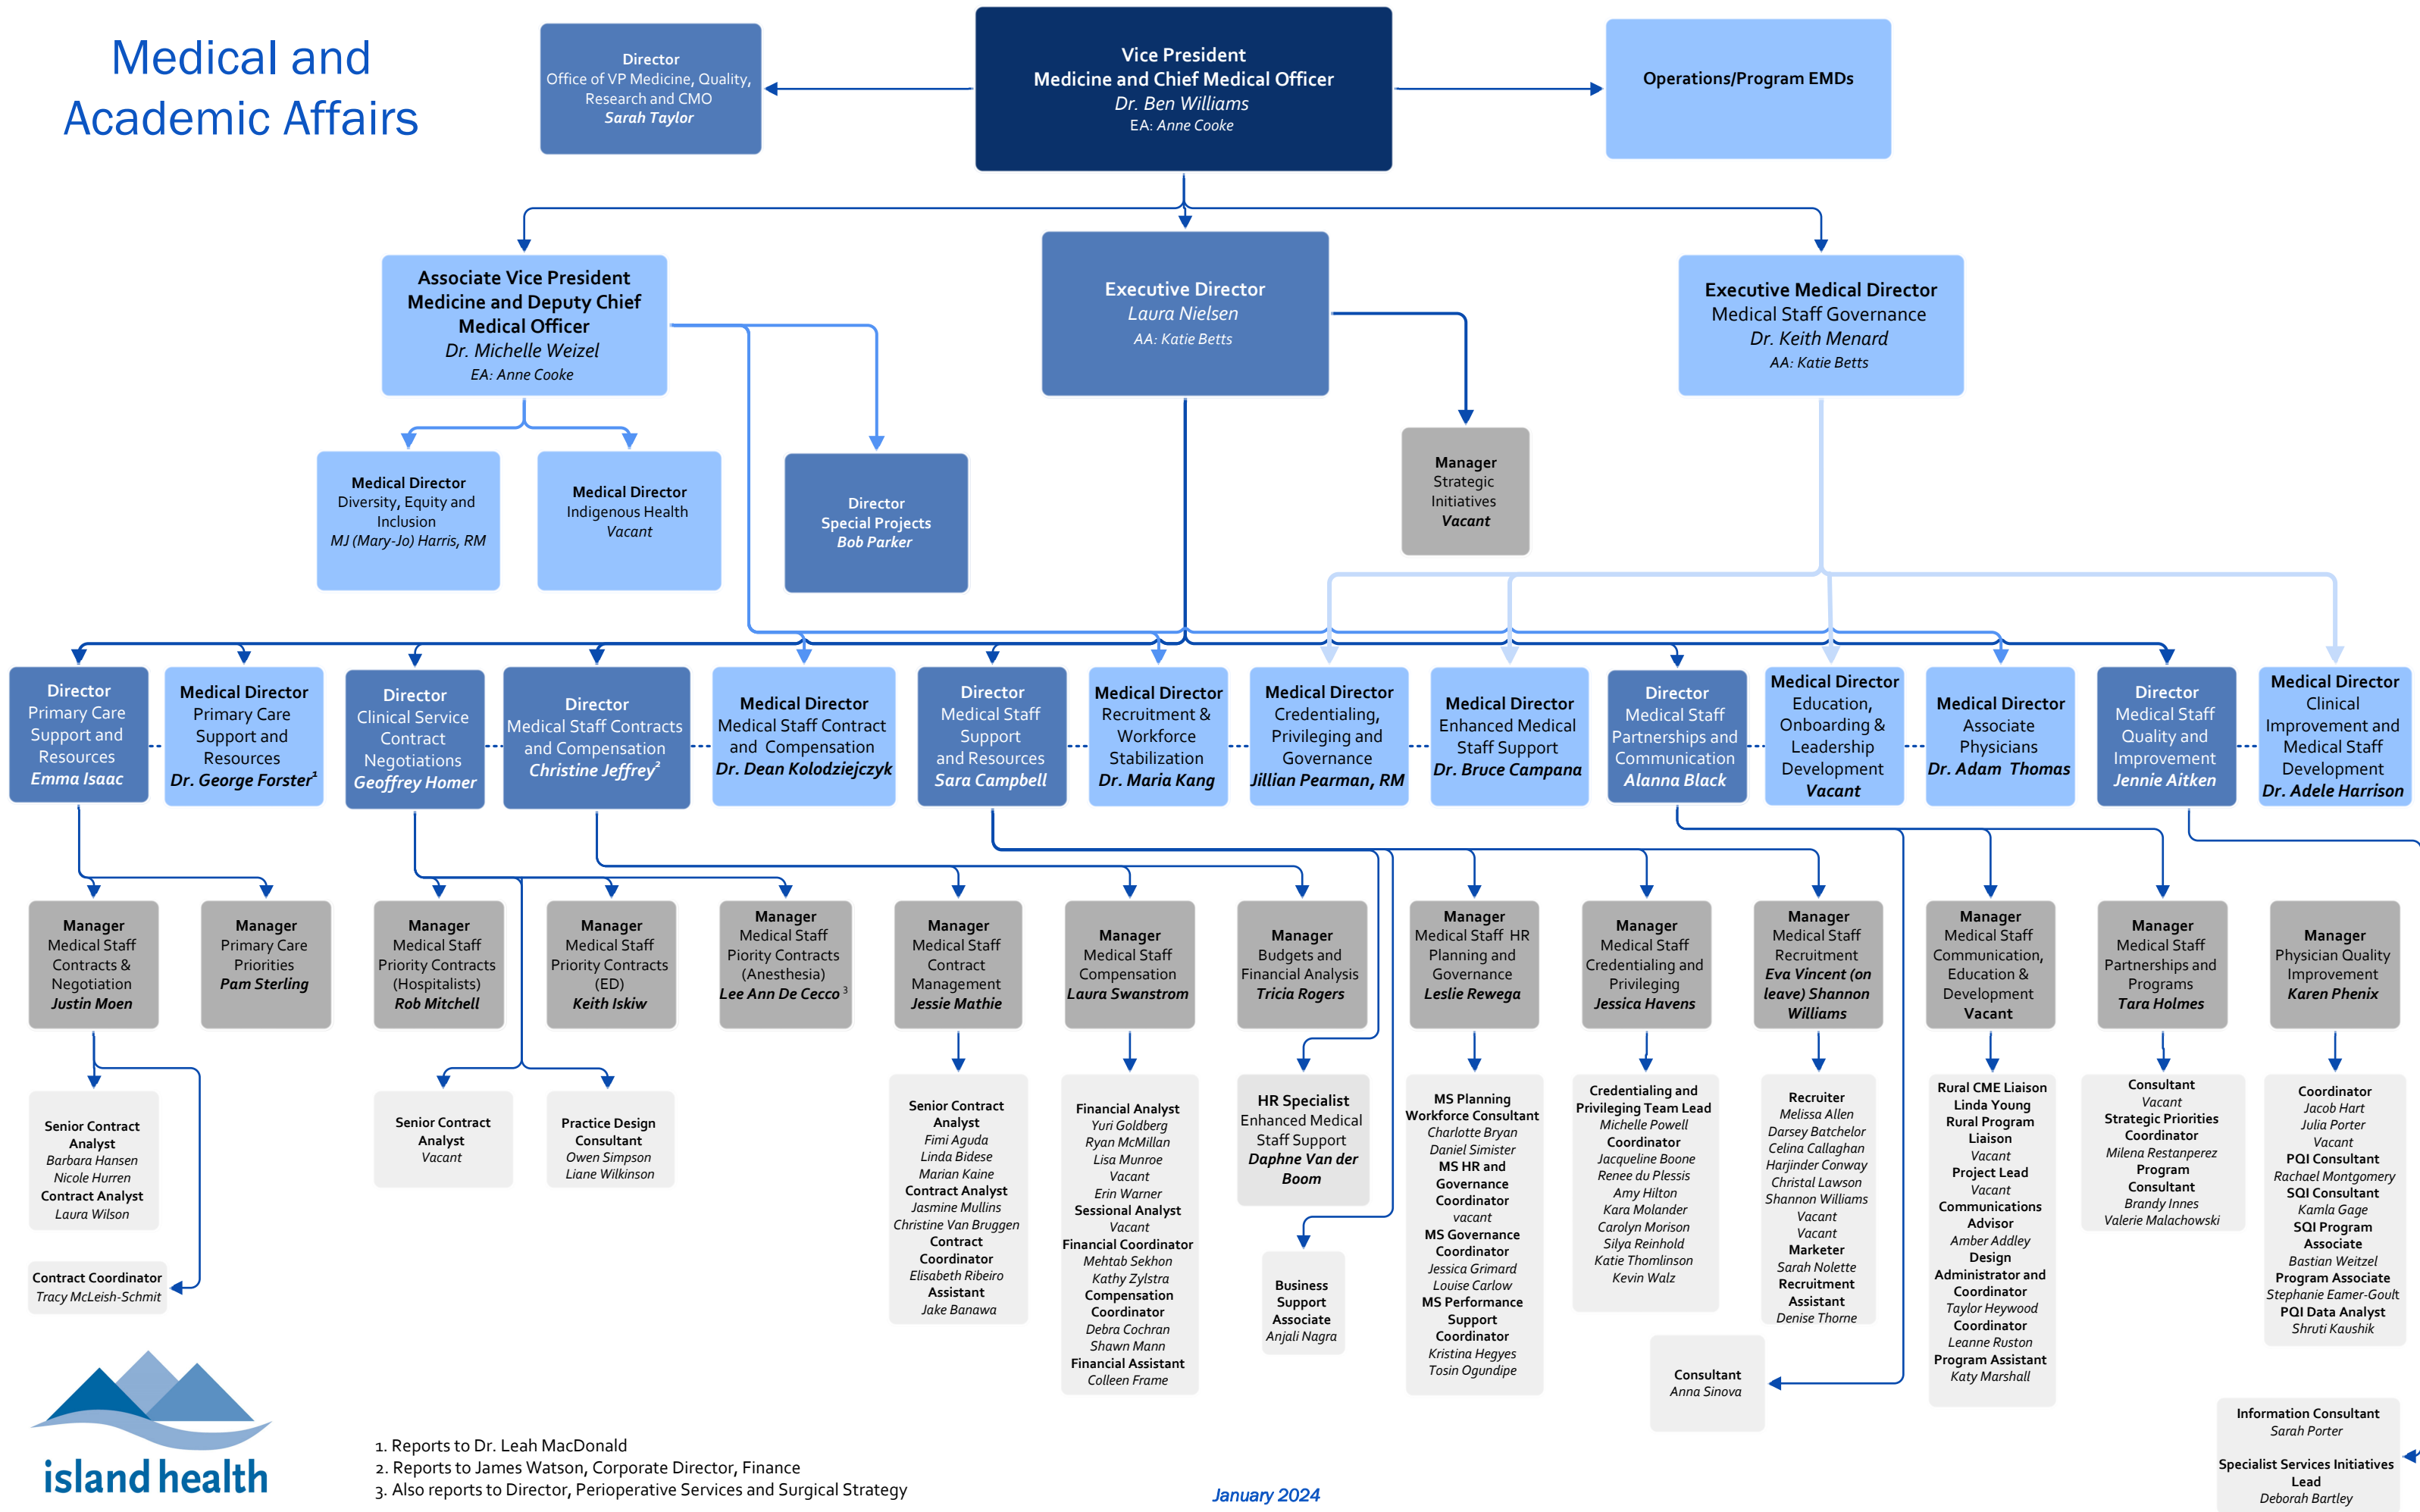 Medical and
Academic Affairs
Director
Office of VP Medicine, Quality,
Research and CMO
Sarah Taylor
Vice President
Medicine and Chief Medical Officer
Dr. Ben Williams
EA: Anne Cooke
Operations/Program EMDs
Associate Vice President
Medicine and Deputy Chief
Medical Officer
Dr. Michelle Weizel
EA: Anne Cooke
Executive Director
Laura Nielsen
AA: Katie Betts
Executive Medical Director
Medical Staff Governance
Dr. Keith Menard
AA: Katie Betts
Medical Director
Diversity, Equity and
Inclusion
MJ (Mary-Jo) Harris, RM
Medical Director
Indigenous Health
Vacant
Director
Special Projects
Bob Parker
Manager
Strategic
Initiatives
Vacant
Director
Primary Care
Support and
Resources
Emma Isaac
Medical Director
Primary Care
Support and
Resources
Dr. George Forster¹
Director
Clinical Service
Contract
Negotiations
Geoffrey Homer
Director
Medical Staff Contracts
and Compensation
Christine Jeffrey²
Medical Director
Medical Staff Contract
and Compensation
Dr. Dean Kolodziejczyk
Director
Medical Staff
Support
and Resources
Sara Campbell
Medical Director
Recruitment &
Workforce
Stabilization
Dr. Maria Kang
Medical Director
Credentialing,
Privileging and
Governance
Jillian Pearman, RM
Medical Director
Enhanced Medical
Staff Support
Dr. Bruce Campana
Director
Medical Staff
Partnerships and
Communication
Alanna Black
Medical Director
Education,
Onboarding &
Leadership
Development
Vacant
Medical Director
Associate
Physicians
Dr. Adam Thomas
Director
Medical Staff
Quality and
Improvement
Jennie Aitken
Medical Director
Clinical
Improvement and
Medical Staff
Development
Dr. Adele Harrison
Manager
Medical Staff
Contracts &
Negotiation
Justin Moen
Manager
Primary Care
Priorities
Pam Sterling
Manager
Medical Staff
Priority Contracts
(Hospitalists)
Rob Mitchell
Manager
Medical Staff
Priority Contracts
(ED)
Keith Iskiw
Manager
Medical Staff
Piority Contracts
(Anesthesia)
Lee Ann De Cecco ³
Manager
Medical Staff
Contract
Management
Jessie Mathie
Manager
Medical Staff
Compensation
Laura Swanstrom
Manager
Budgets and
Financial Analysis
Tricia Rogers
Manager
Medical Staff HR
Planning and
Governance
Leslie Rewega
Manager
Medical Staff
Credentialing and
Privileging
Jessica Havens
Manager
Medical Staff
Recruitment
Eva Vincent (on
leave) Shannon
Williams
Manager
Medical Staff
Communication,
Education &
Development
Vacant
Manager
Medical Staff
Partnerships and
Programs
Tara Holmes
Manager
Physician Quality
Improvement
Karen Phenix
Senior Contract
Analyst
Barbara Hansen
Nicole Hurren
Contract Analyst
Laura Wilson
Contract Coordinator
Tracy McLeish-Schmit
Senior Contract
Analyst
Vacant
Practice Design
Consultant
Owen Simpson
Liane Wilkinson
Senior Contract
Analyst
Fimi Aguda
Linda Bidese
Marian Kaine
Contract Analyst
Jasmine Mullins
Christine Van Bruggen
Contract
Coordinator
Elisabeth Ribeiro
Assistant
Jake Banawa
Financial Analyst
Yuri Goldberg
Ryan McMillan
Lisa Munroe
Vacant
Erin Warner
Sessional Analyst
Vacant
Financial Coordinator
Mehtab Sekhon
Kathy Zylstra
Compensation
Coordinator
Debra Cochran
Shawn Mann
Financial Assistant
Colleen Frame
HR Specialist
Enhanced Medical
Staff Support
Daphne Van der
Boom
Business
Support
Associate
Anjali Nagra
MS Planning
Workforce Consultant
Charlotte Bryan
Daniel Simister
MS HR and
Governance
Coordinator
vacant
MS Governance
Coordinator
Jessica Grimard
Louise Carlow
MS Performance
Support
Coordinator
Kristina Hegyes
Tosin Ogundipe
Credentialing and
Privileging Team Lead
Michelle Powell
Coordinator
Jacqueline Boone
Renee du Plessis
Amy Hilton
Kara Molander
Carolyn Morison
Silya Reinhold
Katie Thomlinson
Kevin Walz
Recruiter
Melissa Allen
Darsey Batchelor
Celina Callaghan
Harjinder Conway
Christal Lawson
Shannon Williams
Vacant
Vacant
Marketer
Sarah Nolette
Recruitment
Assistant
Denise Thorne
Consultant
Anna Sinova
Rural CME Liaison
Linda Young
Rural Program
Liaison
Vacant
Project Lead
Vacant
Communications
Advisor
Amber Addley
Design
Administrator and
Coordinator
Taylor Heywood
Coordinator
Leanne Ruston
Program Assistant
Katy Marshall
Consultant
Vacant
Strategic Priorities
Coordinator
Milena Restanperez
Program
Consultant
Brandy Innes
Valerie Malachowski
Coordinator
Jacob Hart
Julia Porter
Vacant
PQI Consultant
Rachael Montgomery
SQI Consultant
Kamla Gage
SQI Program
Associate
Bastian Weitzel
Program Associate
Stephanie Eamer-Goult
PQI Data Analyst
Shruti Kaushik
Information Consultant
Sarah Porter
Specialist Services Initiatives
Lead
Deborah Bartley
island health
1. Reports to Dr. Leah MacDonald
2. Reports to James Watson, Corporate Director, Finance
3. Also reports to Director, Perioperative Services and Surgical Strategy
January 2024